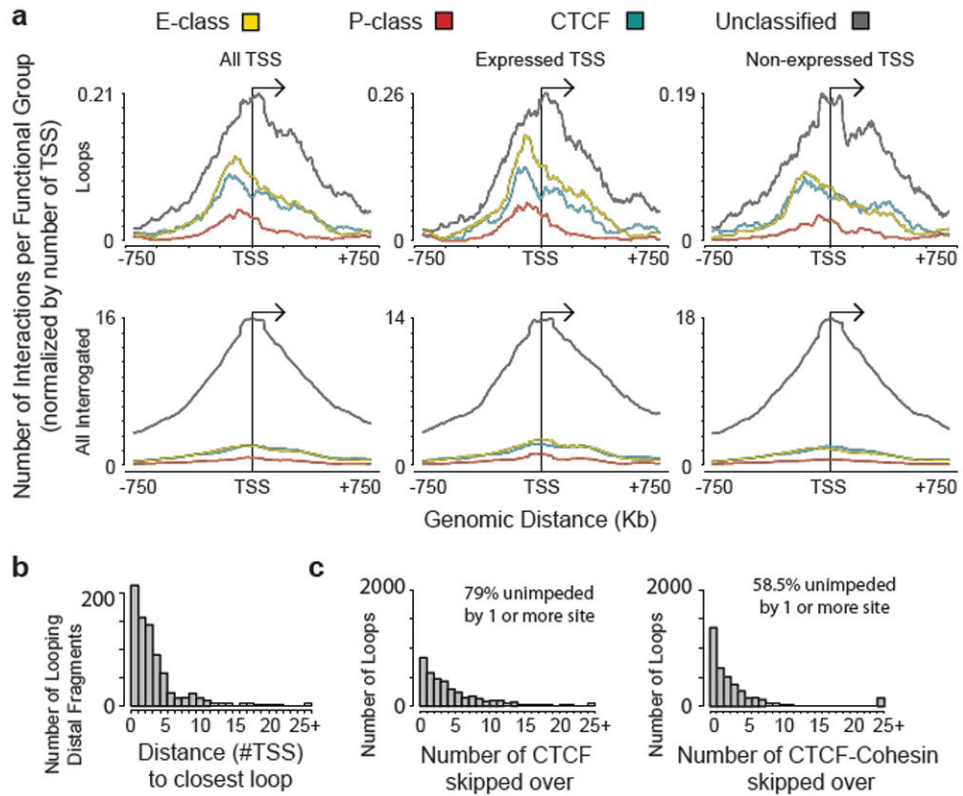 a
E-class P-class CTCF Unclassified
All TSS Expressed TSS Non-expressed TSS
Number of Interactions per Functional Group
(normalized by number of TSS)
Loops
0.21 0.26 0.19
0 0 0
-750 TSS +750 -750 TSS +750 -750 TSS +750
All Interrogated
16 14 18
0 0 0
-750 TSS +750 -750 TSS +750 -750 TSS +750
Genomic Distance (Kb)
b
Number of Looping
Distal Fragments
200
0
0 5 10 15 20 25+
Distance (#TSS)
to closest loop
c
Number of Loops
2000
0
79% unimpeded
by 1 or more site
0 5 10 15 20 25+
Number of CTCF
skipped over
Number of Loops
2000
0
58.5% unimpeded
by 1 or more site
0 5 10 15 20 25+
Number of CTCF-Cohesin
skipped over